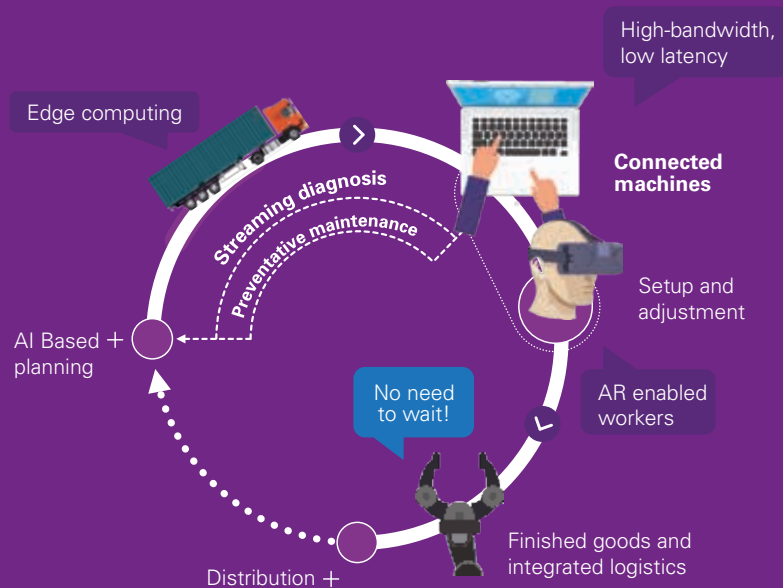 High-bandwidth,
low latency
Edge computing
Connected
machines
Streaming diagnosis
Preventative maintenance
Setup and
adjustment
AI Based +
planning
No need
to wait!
AR enabled
workers
Finished goods and
integrated logistics
Distribution +